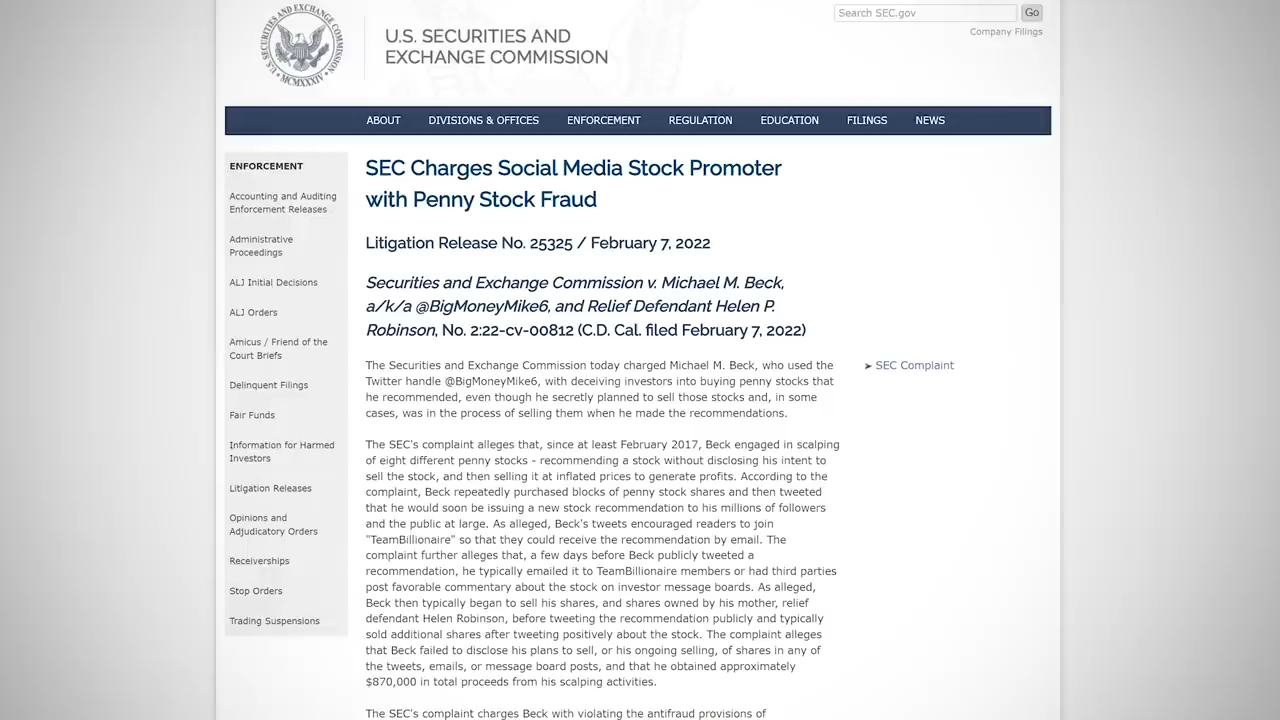 Search SEC.gov
Go
Company Filings
U.S. SECURITIES AND EXCHANGE COMMISSION
MCMXXXIV
U.S. SECURITIES AND
EXCHANGE COMMISSION
ABOUT
DIVISIONS & OFFICES
ENFORCEMENT
REGULATION
EDUCATION
FILINGS
NEWS
ENFORCEMENT
Accounting and Auditing
Enforcement Releases
Administrative
Proceedings
ALJ Initial Decisions
ALJ Orders
Amicus / Friend of the
Court Briefs
Delinquent Filings
Fair Funds
Information for Harmed
Investors
Litigation Releases
Opinions and
Adjudicatory Orders
Receiverships
Stop Orders
Trading Suspensions
SEC Charges Social Media Stock Promoter
with Penny Stock Fraud
Litigation Release No. 25325 / February 7, 2022
Securities and Exchange Commission v. Michael M. Beck,
a/k/a @BigMoneyMike6, and Relief Defendant Helen P.
Robinson, No. 2:22-cv-00812 (C.D. Cal. filed February 7, 2022)
The Securities and Exchange Commission today charged Michael M. Beck, who used the
Twitter handle @BigMoneyMike6, with deceiving investors into buying penny stocks that
he recommended, even though he secretly planned to sell those stocks and, in some
cases, was in the process of selling them when he made the recommendations.
The SEC's complaint alleges that, since at least February 2017, Beck engaged in scalping
of eight different penny stocks - recommending a stock without disclosing his intent to
sell the stock, and then selling it at inflated prices to generate profits. According to the
complaint, Beck repeatedly purchased blocks of penny stock shares and then tweeted
that he would soon be issuing a new stock recommendation to his millions of followers
and the public at large. As alleged, Beck's tweets encouraged readers to join
"TeamBillionaire" so that they could receive the recommendation by email. The
complaint further alleges that, a few days before Beck publicly tweeted a
recommendation, he typically emailed it to TeamBillionaire members or had third parties
post favorable commentary about the stock on investor message boards. As alleged,
Beck then typically began to sell his shares, and shares owned by his mother, relief
defendant Helen Robinson, before tweeting the recommendation publicly and typically
sold additional shares after tweeting positively about the stock. The complaint alleges
that Beck failed to disclose his plans to sell, or his ongoing selling, of shares in any of
the tweets, emails, or message board posts, and that he obtained approximately
$870,000 in total proceeds from his scalping activities.
The SEC's complaint charges Beck with violating the antifraud provisions of
➤ SEC Complaint